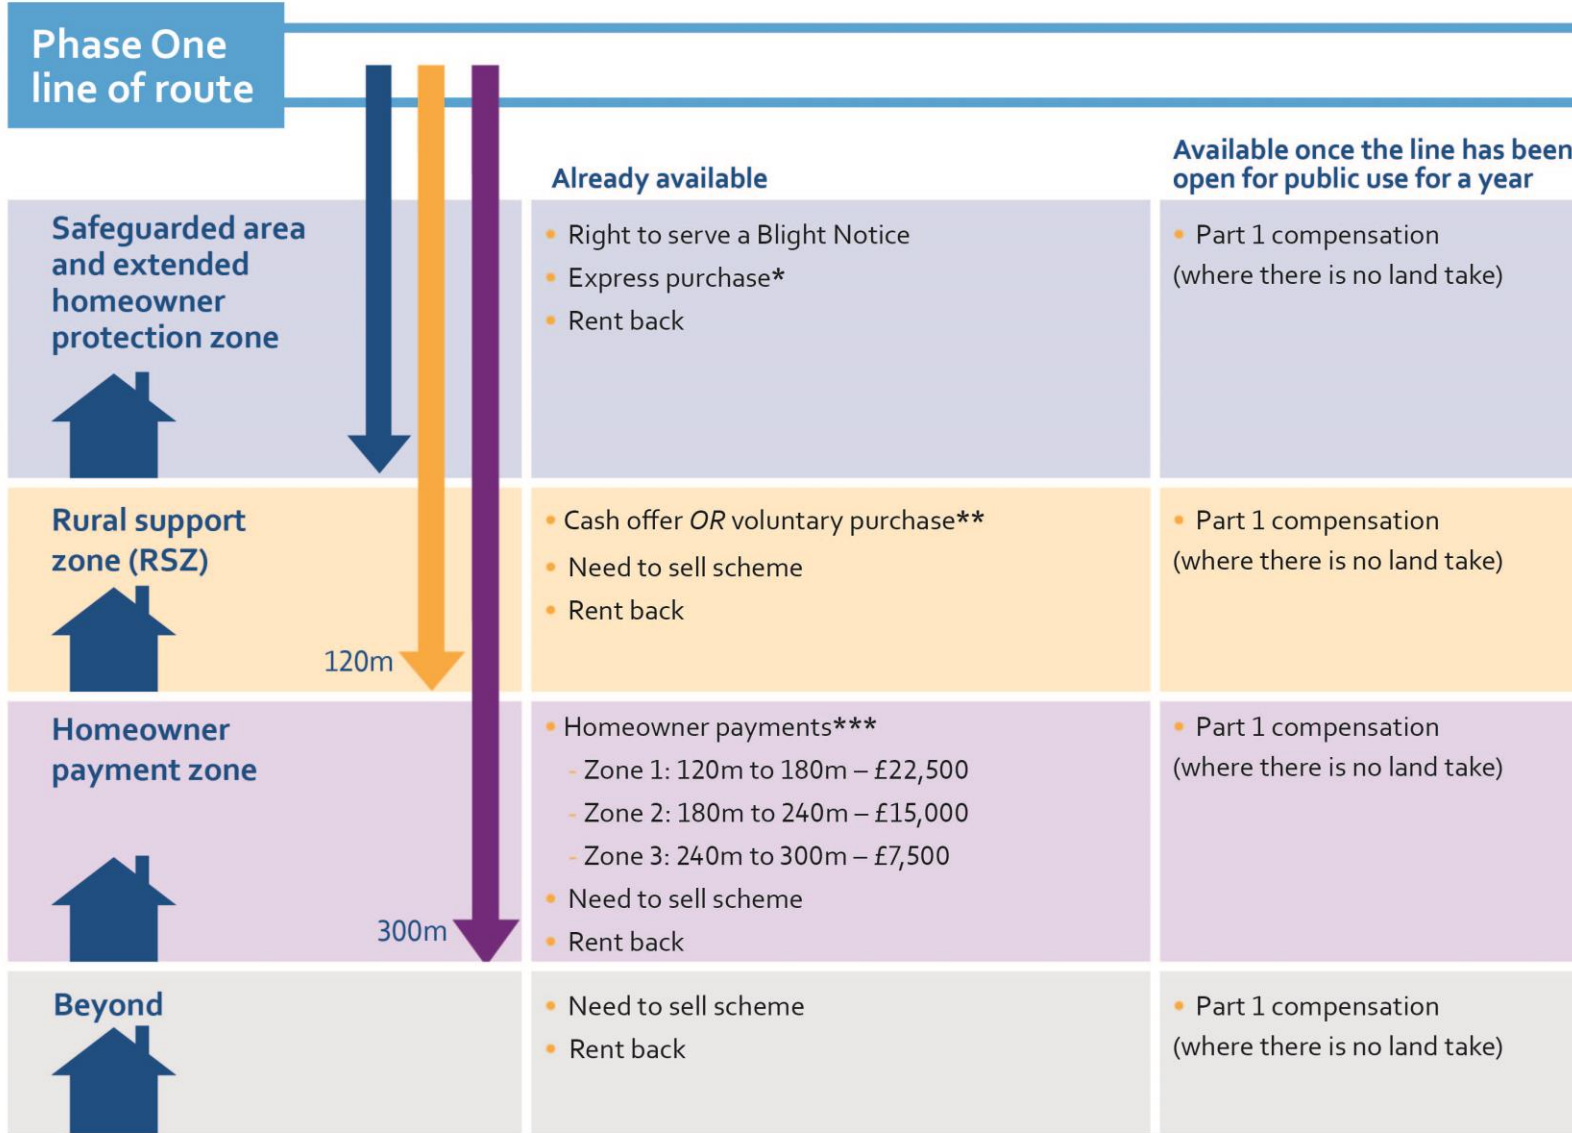 Phase One
line of route
Already available
Available once the line has been
open for public use for a year
Safeguarded area
and extended
homeowner
protection zone
• Right to serve a Blight Notice
• Express purchase*
• Rent back
• Part 1 compensation
(where there is no land take)
Rural support
zone (RSZ)
120m
• Cash offer OR voluntary purchase**
• Need to sell scheme
• Rent back
• Part 1 compensation
(where there is no land take)
Homeowner
payment zone
300m
• Homeowner payments***
- Zone 1: 120m to 180m – £22,500
- Zone 2: 180m to 240m – £15,000
- Zone 3: 240m to 300m – £7,500
• Need to sell scheme
• Rent back
• Part 1 compensation
(where there is no land take)
Beyond
• Need to sell scheme
• Rent back
• Part 1 compensation
(where there is no land take)